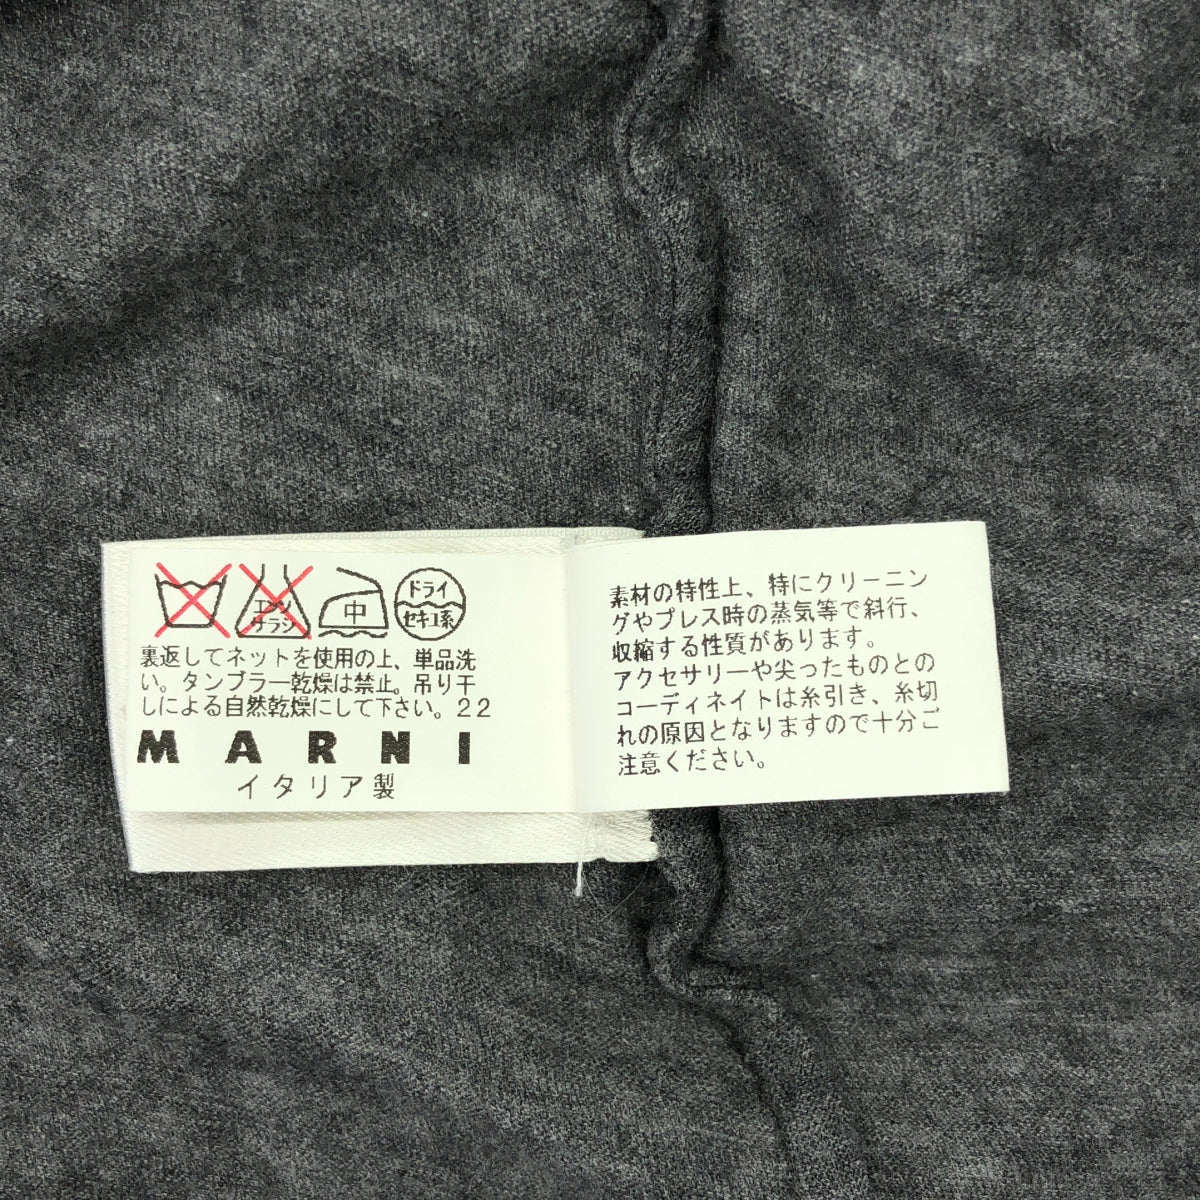 エンソ
サラシ
中
ドライ
セキユ系
裏返してネットを使用の上、単品洗
い。タンブラー乾燥は禁止。吊り干
しによる自然乾燥にして下さい。22
MARNI
イタリア製
素材の特性上、特にクリーニン
グやプレス時の蒸気等で斜行、
収縮する性質があります。
アクセサリーや尖ったものとの
コーディネイトは糸引き、糸切
れの原因となりますので十分ご
注意ください。